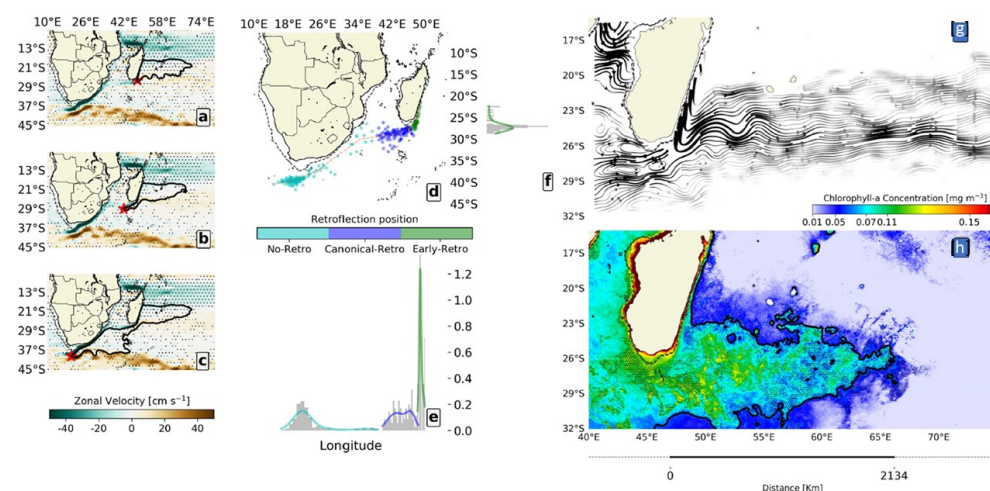 10°E 26°E 42°E 58°E 74°E
13°S
21°S
29°S
37°S
45°S
a
13°S
21°S
29°S
37°S
45°S
b
13°S
21°S
29°S
37°S
45°S
c
Zonal Velocity [cm s⁻¹]
-40 -20 0 20 40
10°E 18°E 26°E 34°E 42°E 50°E
10°S
15°S
20°S
25°S
30°S
35°S
40°S
45°S
d
f
Retroflection position
No-Retro Canonical-Retro Early-Retro
1.2
1.0
0.8
0.6
0.4
0.2
0.0
e
Longitude
17°S
20°S
23°S
26°S
29°S
32°S
g
Chlorophyll-a Concentration [mg m⁻³]
0.01 0.05 0.07 0.11 0.15
17°S
20°S
23°S
26°S
29°S
32°S
h
40°E 45°E 50°E 55°E 60°E 65°E 70°E
0 2134
Distance [Km]